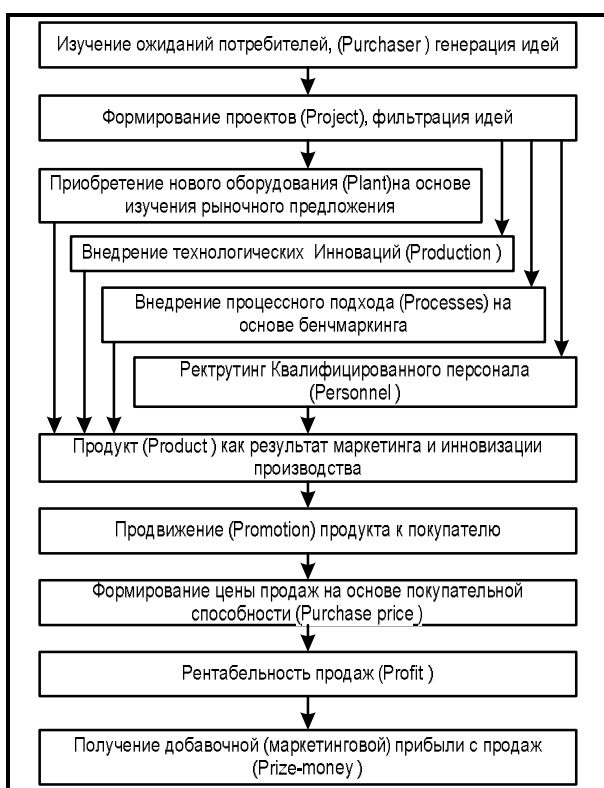 Изучение ожиданий потребителей, (Purchaser ) генерация идей
Формирование проектов (Project), фильтрация идей
Приобретение нового оборудования (Plant)на основе
изучения рыночного предложения
Внедрение технологических  Инноваций (Production )
Внедрение процессного подхода (Processes) на
основе бенчмаркинга
Ректрутинг Квалифицированного персонала
(Personnel )
Продукт (Product ) как результат маркетинга и инновизации
производства
Продвижение (Promotion) продукта к покупателю
Формирование цены продаж на основе покупательной
способности (Purchase price )
Рентабельность продаж (Profit )
Получение добавочной (маркетинговой) прибыли с продаж
(Prize-money )